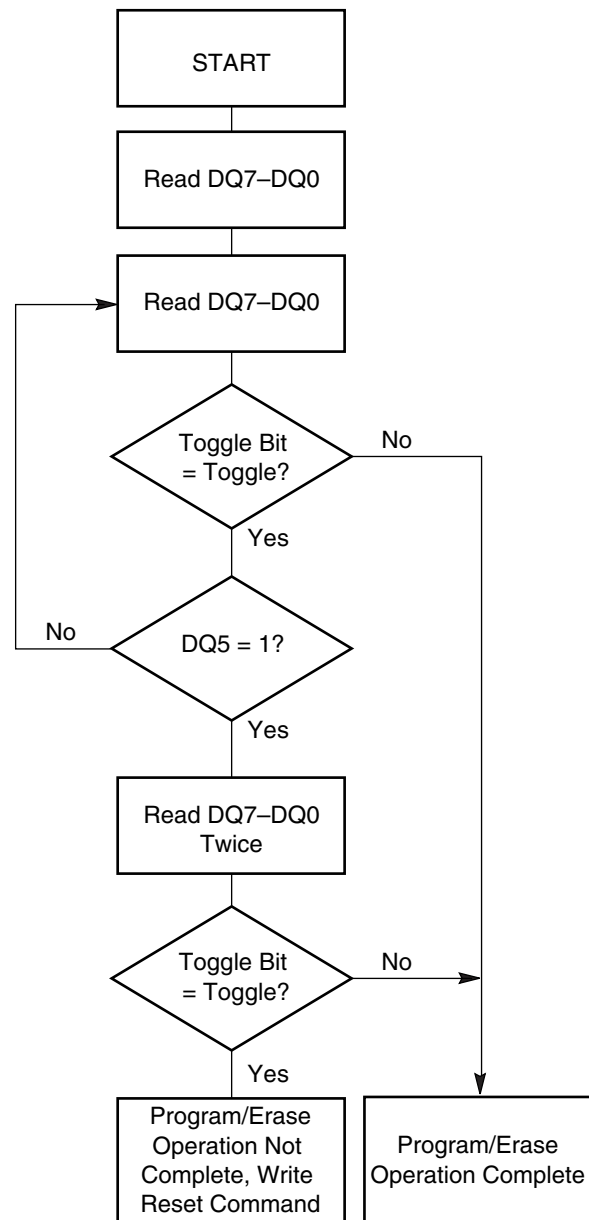 START
Read DQ7–DQ0
Read DQ7–DQ0
Toggle Bit
= Toggle?
No
Yes
No
DQ5 = 1?
Yes
Read DQ7–DQ0
Twice
Toggle Bit
= Toggle?
No
Yes
Program/Erase
Operation Not
Complete, Write
Reset Command
Program/Erase
Operation Complete